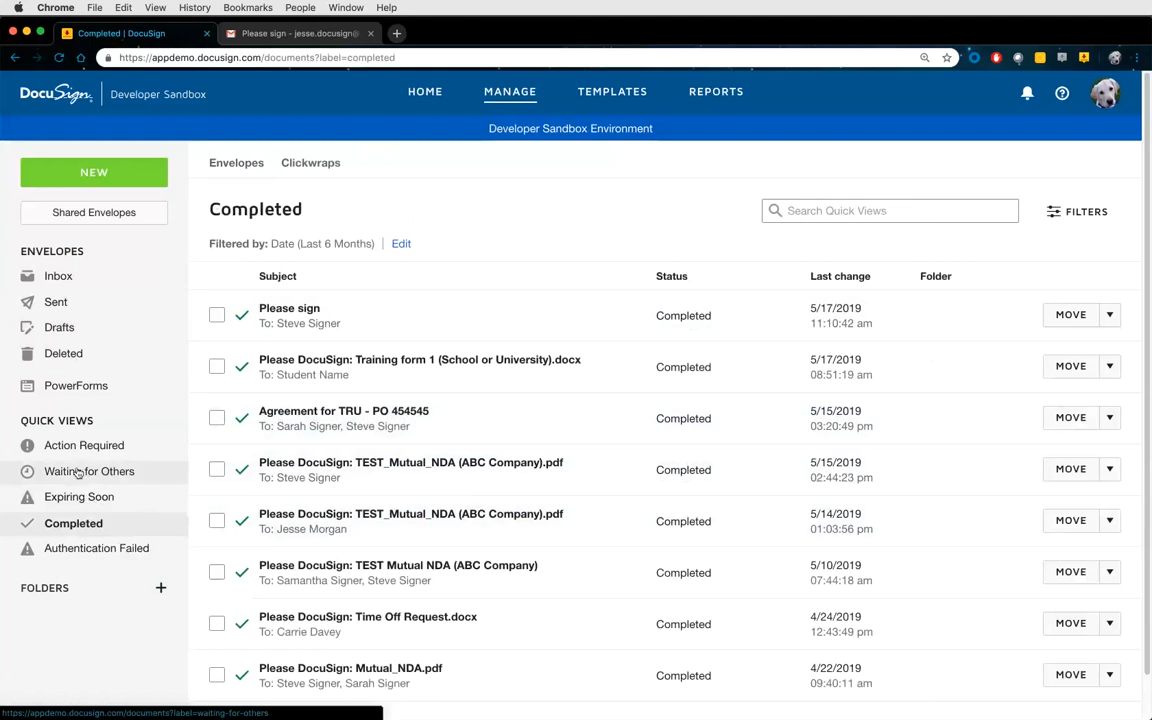 Chrome File Edit View History Bookmarks People Window Help
Completed | DocuSign
Please sign - jesse.docusign@
https://appdemo.docusign.com/documents?label=completed
DocuSign Developer Sandbox HOME MANAGE TEMPLATES REPORTS
Developer Sandbox Environment
NEW
Shared Envelopes
ENVELOPES
Inbox
Sent
Drafts
Deleted
PowerForms
QUICK VIEWS
Action Required
Waiting for Others
Expiring Soon
Completed
Authentication Failed
FOLDERS +
Envelopes Clickwraps
Completed
Search Quick Views
FILTERS
Filtered by: Date (Last 6 Months) | Edit
Subject Status Last change Folder
Please sign
To: Steve Signer
Completed
5/17/2019
11:10:42 am
MOVE
Please DocuSign: Training form 1 (School or University).docx
To: Student Name
Completed
5/17/2019
08:51:19 am
MOVE
Agreement for TRU - PO 454545
To: Sarah Signer, Steve Signer
Completed
5/15/2019
03:20:49 pm
MOVE
Please DocuSign: TEST_Mutual_NDA (ABC Company).pdf
To: Steve Signer
Completed
5/15/2019
02:44:23 pm
MOVE
Please DocuSign: TEST_Mutual_NDA (ABC Company).pdf
To: Jesse Morgan
Completed
5/14/2019
01:03:56 pm
MOVE
Please DocuSign: TEST Mutual NDA (ABC Company)
To: Samantha Signer, Steve Signer
Completed
5/10/2019
07:44:18 am
MOVE
Please DocuSign: Time Off Request.docx
To: Carrie Davey
Completed
4/24/2019
12:43:49 pm
MOVE
Please DocuSign: Mutual_NDA.pdf
To: Steve Signer, Sarah Signer
Completed
4/22/2019
09:40:11 am
MOVE
https://appdemo.docusign.com/documents?label=waiting-for-others